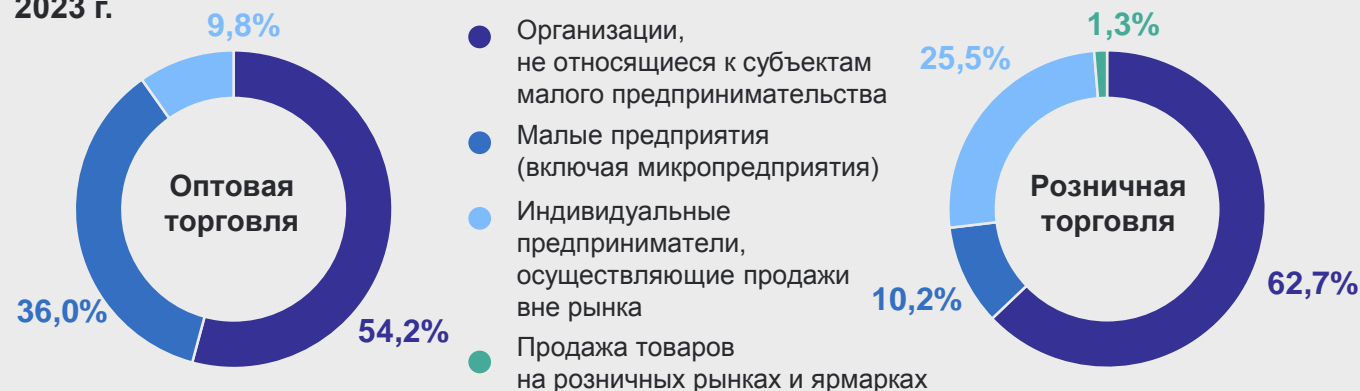 2023 г.
9,8%
36,0%
54,2%
Оптовая
торговля
Организации,
не относящиеся к субъектам
малого предпринимательства
Малые предприятия
(включая микропредприятия)
Индивидуальные
предприниматели,
осуществляющие продажи
вне рынка
Продажа товаров
на розничных рынках и ярмарках
1,3%
25,5%
10,2%
62,7%
Розничная
торговля